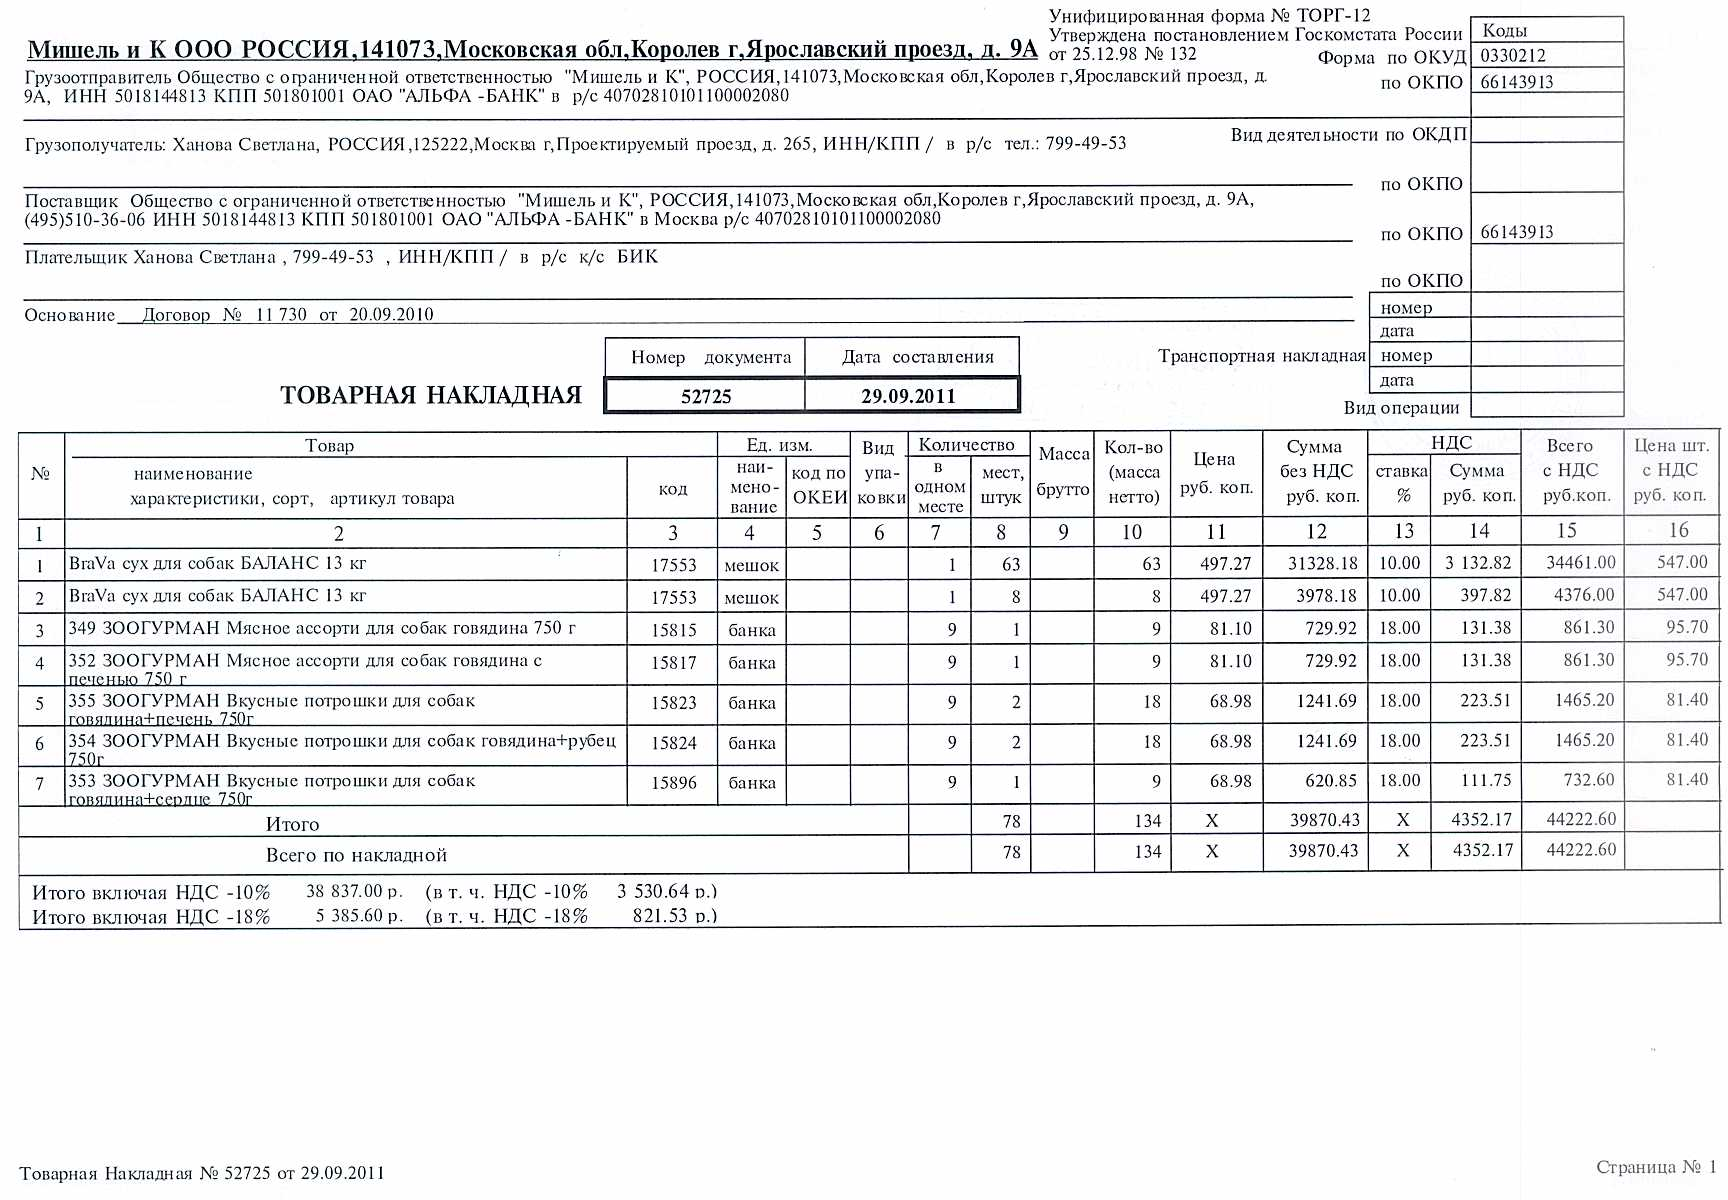 Унифицированная форма № ТОРГ-12
Утверждена постановлением Госкомстата России
Коды
Мишель и К ООО РОССИЯ,141073,Московская обл,Королев г,Ярославский проезд, д. 9А
от 25.12.98 № 132
Форма по ОКУД 0330212
Грузоотправитель Общество с ограниченной ответственностью "Мишель и К", РОССИЯ,141073,Московская обл,Королев г,Ярославский проезд, д.
по ОКПО 66143913
9А, ИНН 5018144813 КПП 501801001 ОАО "АЛЬФА -БАНК" в р/с 40702810101100002080
Вид деятельности по ОКДП
Грузополучатель: Ханова Светлана, РОССИЯ,125222,Москва г,Проектируемый проезд, д. 265, ИНН/КПП / в р/с тел.: 799-49-53
по ОКПО
Поставщик Общество с ограниченной ответственностью "Мишель и К", РОССИЯ,141073,Московская обл,Королев г,Ярославский проезд, д. 9А,
(495)510-36-06 ИНН 5018144813 КПП 501801001 ОАО "АЛЬФА -БАНК" в Москва р/с 40702810101100002080
по ОКПО 66143913
Плательщик Ханова Светлана , 799-49-53 , ИНН/КПП / в р/с к/с БИК
по ОКПО
Основание Договор № 11730 от 20.09.2010
номер
дата
Транспортная накладная номер
дата
Вид операции
Номер документа Дата составления
ТОВАРНАЯ НАКЛАДНАЯ 52725 29.09.2011
№ Товар Ед. изм. Вид упа-ковки Количество Масса брутто Кол-во (масса нетто) Цена руб. коп. Сумма без НДС руб. коп. НДС Всего с НДС руб.коп. Цена шт. с НДС руб. коп.
наименование характеристики, сорт, артикул товара код наи-мено-вание код по ОКЕИ в одном месте мест, штук ставка % Сумма руб. коп.
1 2 3 4 5 6 7 8 9 10 11 12 13 14 15 16
1 BraVa сух для собак БАЛАНС 13 кг 17553 мешок 1 63 63 497.27 31328.18 10.00 3 132.82 34461.00 547.00
2 BraVa сух для собак БАЛАНС 13 кг 17553 мешок 1 8 8 497.27 3978.18 10.00 397.82 4376.00 547.00
3 349 ЗООГУРМАН Мясное ассорти для собак говядина 750 г 15815 банка 9 1 9 81.10 729.92 18.00 131.38 861.30 95.70
4 352 ЗООГУРМАН Мясное ассорти для собак говядина с 15817 банка 9 1 9 81.10 729.92 18.00 131.38 861.30 95.70
печенью 750 г
5 355 ЗООГУРМАН Вкусные потрошки для собак 15823 банка 9 2 18 68.98 1241.69 18.00 223.51 1465.20 81.40
говядина+печень 750г
6 354 ЗООГУРМАН Вкусные потрошки для собак говядина+рубец 15824 банка 9 2 18 68.98 1241.69 18.00 223.51 1465.20 81.40
750г
7 353 ЗООГУРМАН Вкусные потрошки для собак 15896 банка 9 1 9 68.98 620.85 18.00 111.75 732.60 81.40
говядина+сердце 750г
Итого 78 134 X 39870.43 X 4352.17 44222.60
Всего по накладной 78 134 X 39870.43 X 4352.17 44222.60
Итого включая НДС -10% 38 837.00 р. (в т. ч. НДС -10% 3 530.64 р.)
Итого включая НДС -18% 5 385.60 р. (в т. ч. НДС -18% 821.53 р.)
Товарная Накладная № 52725 от 29.09.2011
Страница № 1